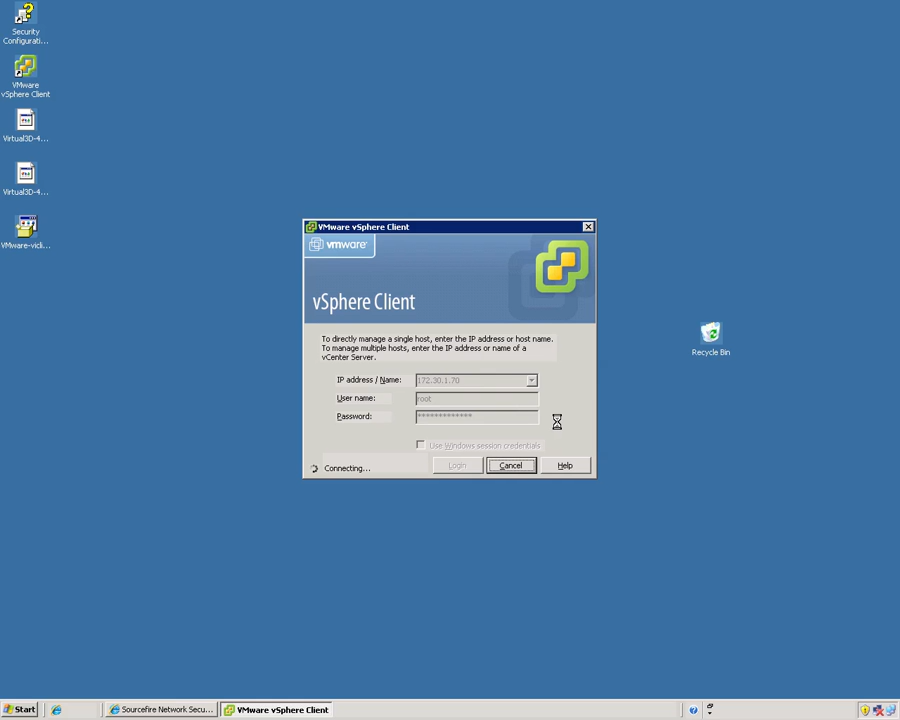 Security
Configurati...
VMware
vSphere Client
Virtual3D-4...
Virtual3D-4...
VMware-vicli...
VMware vSphere Client
vmware
vSphere Client
To directly manage a single host, enter the IP address or host name.
To manage multiple hosts, enter the IP address or name of a
vCenter Server.
IP address / Name: 172.30.1.70
User name: root
Password: *************
Use Windows session credentials
Connecting... Login Cancel Help
Recycle Bin
Start Sourcefire Network Secu... VMware vSphere Client